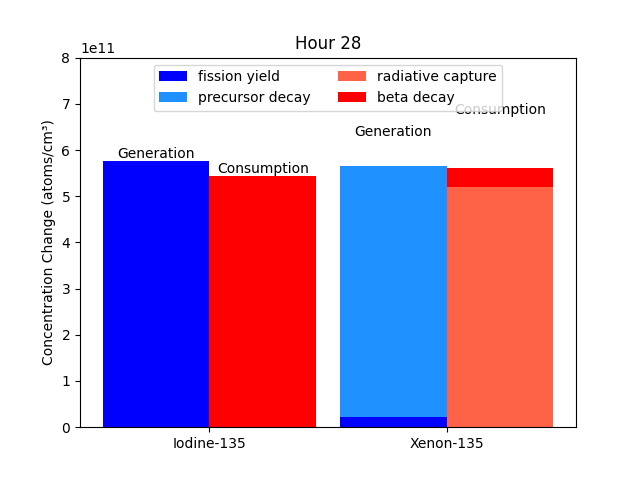 Hour 28
1e11
8
7
6
5
4
3
2
1
0
Concentration Change (atoms/cm³)
fission yield
precursor decay
radiative capture
beta decay
Generation
Consumption
Generation
Consumption
Iodine-135
Xenon-135